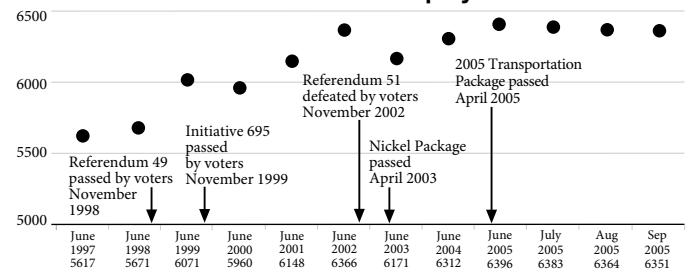 6500
6000
5500
5000
Referendum 49
passed by voters
November
1998
Initiative 695
passed
by voters
November 1999
Referendum 51
defeated by voters
November 2002
Nickel Package
passed
April 2003
2005 Transportation
Package passed
April 2005
June June June June June June June June June July Aug Sep
1997 1998 1999 2000 2001 2002 2003 2004 2005 2005 2005 2005
5617 5671 6071 5960 6148 6366 6171 6312 6396 6383 6364 6351